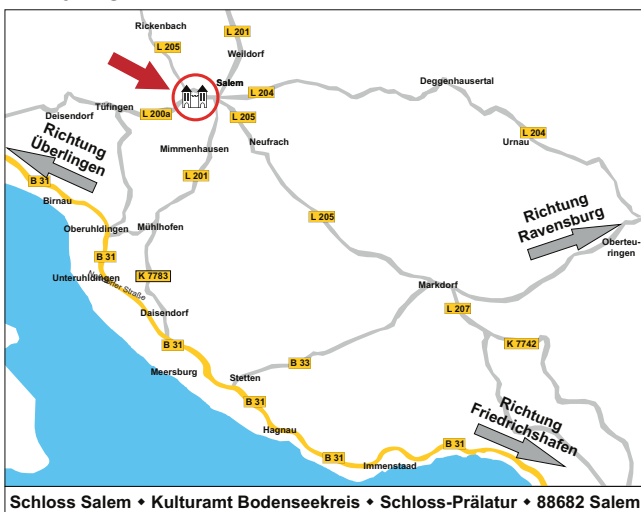 Rickenbach
L 201
L 205
Weildorf
Salem
Deggenhausertal
L 204
Deisendorf
Tüfingen
L 200a
L 205
Richtung
Überlingen
Mimmenhausen
Neufrach
L 204
Urnau
B 31
L 201
Birnau
Richtung
Ravensburg
Oberuhldingen
Mühlhofen
L 205
Oberteu-
ringen
B 31
Unteruhldingen
K 7783
Markdorf
Daisendorf
L 207
B 31
K 7742
B 33
Meersburg
Stetten
B 31
Richtung
Friedrichshafen
Hagnau
B 31
B 31
Immenstaad
Schloss Salem ◆ Kulturamt Bodenseekreis ◆ Schloss-Prälatur ◆ 88682 Salem